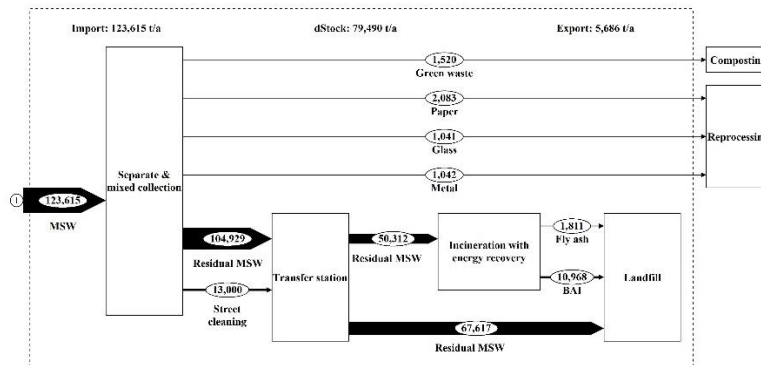 Import: 123,615 t/a
dStock: 79,490 t/a
Export: 5,686 t/a
1,520
Green waste
Compostin
2,083
Paper
1,041
Glass
Reprocessin
1,042
Metal
Separate &
mixed collection
1
123,615
MSW
104,929
Residual MSW
13,000
Street
cleaning
Transfer station
50,312
Residual MSW
Incineration with
energy recovery
1,811
Fly ash
10,968
BAI
Landfill
67,617
Residual MSW